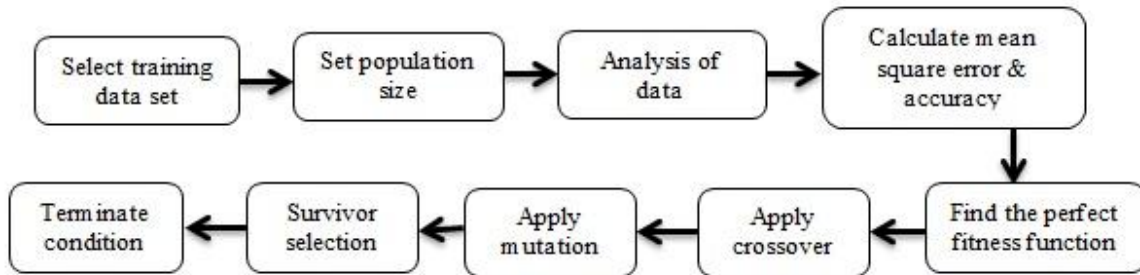 Select training
data set
Set population
size
Analysis of
data
Calculate mean
square error &
accuracy
Find the perfect
fitness function
Apply
crossover
Apply
mutation
Survivor
selection
Terminate
condition